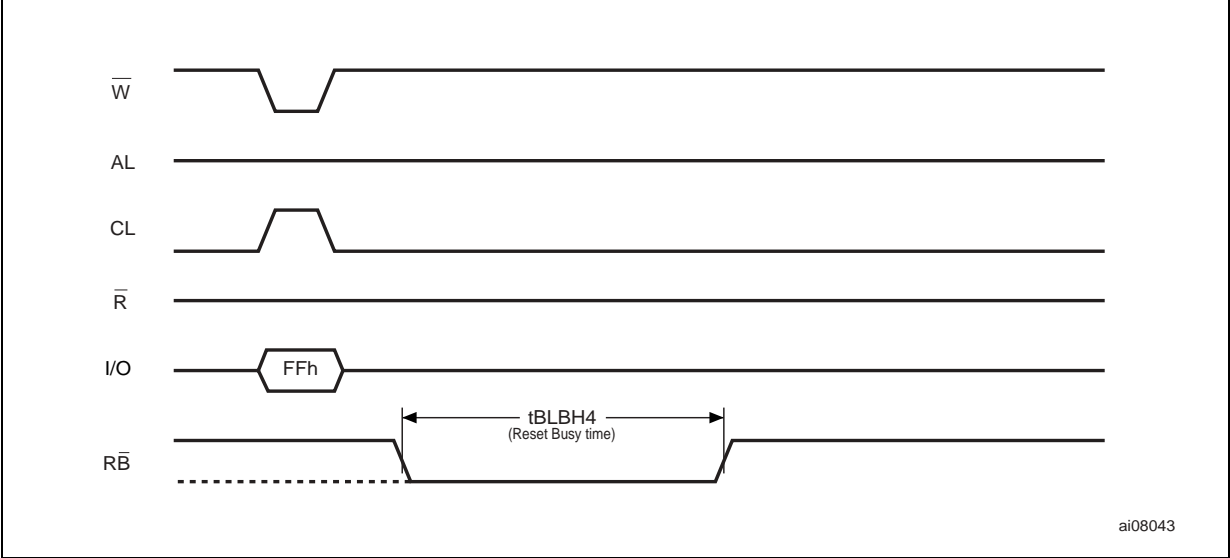 W̅
AL
CL
R̅
I/O
FFh
tBLBH4
(Reset Busy time)
RB̅
ai08043